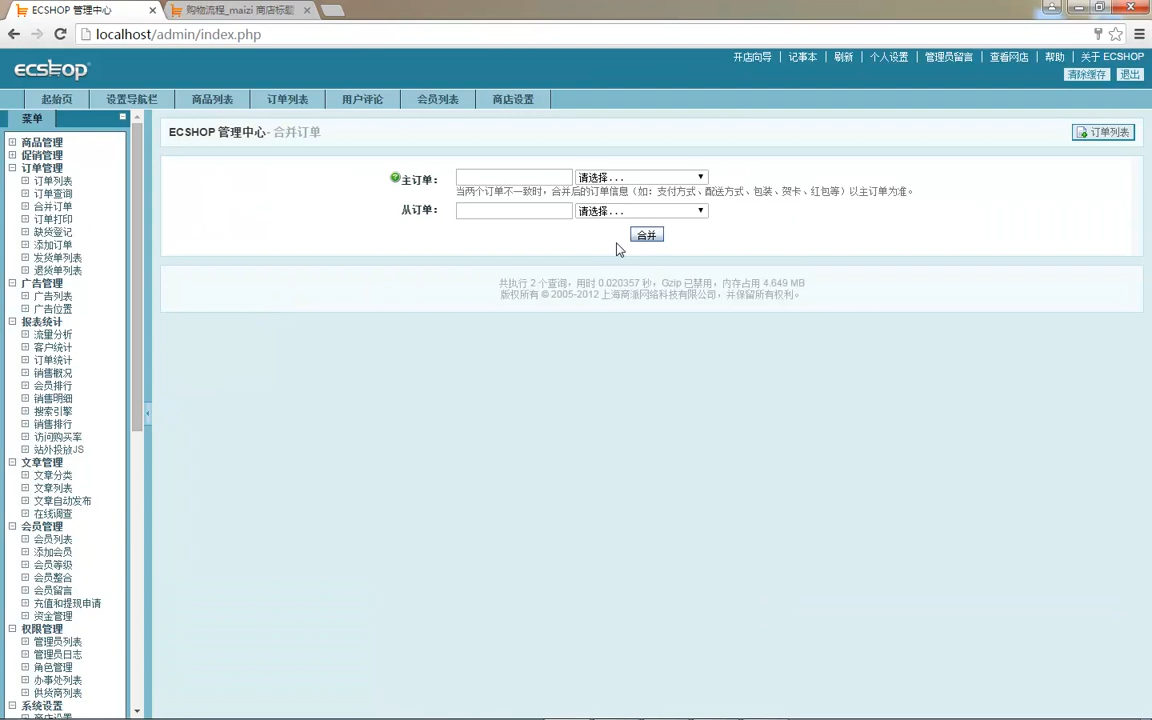 ECSHOP 管理中心
购物流程_maizi 商店标题
localhost/admin/index.php
ecshop
开店向导 | 记事本 | 刷新 | 个人设置 | 管理员留言 | 查看网店 | 帮助 | 关于 ECSHOP
清除缓存 退出
起始页 设置导航栏 商品列表 订单列表 用户评论 会员列表 商店设置
菜单
商品管理
促销管理
订单管理
订单列表
订单查询
合并订单
订单打印
缺货登记
添加订单
发货单列表
退货单列表
广告管理
广告列表
广告位置
报表统计
流量分析
客户统计
订单统计
销售概况
会员排行
销售明细
搜索引擎
销售排行
访问购买率
站外投放JS
文章管理
文章分类
文章列表
文章自动发布
在线调查
会员管理
会员列表
添加会员
会员等级
会员整合
会员留言
充值和提现申请
资金管理
权限管理
管理员列表
管理员日志
角色管理
办事处列表
供货商列表
系统设置
商店设置
ECSHOP 管理中心 - 合并订单
订单列表
主订单： 请选择...
当两个订单不一致时，合并后的订单信息（如：支付方式、配送方式、包装、贺卡、红包等）以主订单为准。
从订单： 请选择...
合并
共执行 2 个查询，用时 0.020357 秒，Gzip 已禁用，内存占用 4.649 MB
版权所有 © 2005-2012 上海商派网络科技有限公司，并保留所有权利。